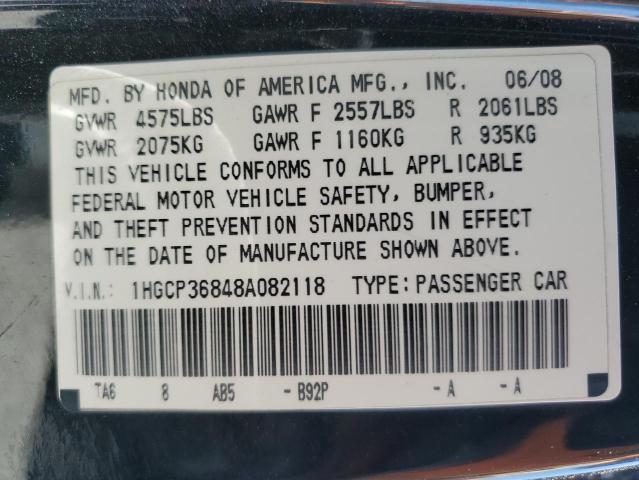 MFD. BY HONDA OF AMERICA MFG., INC. 06/08
GVWR 4575LBS GAWR F 2557LBS R 2061LBS
GVWR 2075KG GAWR F 1160KG R 935KG
THIS VEHICLE CONFORMS TO ALL APPLICABLE
FEDERAL MOTOR VEHICLE SAFETY, BUMPER,
AND THEFT PREVENTION STANDARDS IN EFFECT
ON THE DATE OF MANUFACTURE SHOWN ABOVE.
V.I.N.: 1HGCP36848A082118 TYPE:PASSENGER CAR
TA6 8 AB5 -B92P -A -A